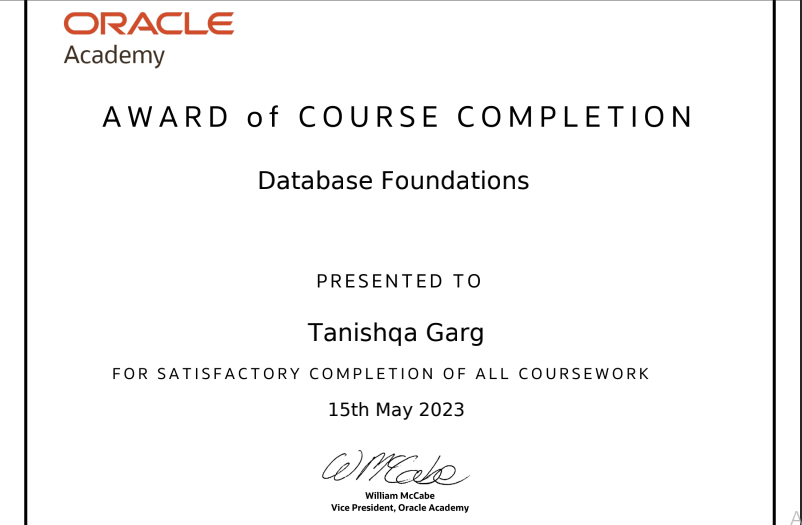 ORACLE
Academy
AWARD of COURSE COMPLETION
Database Foundations
PRESENTED TO
Tanishqa Garg
FOR SATISFACTORY COMPLETION OF ALL COURSEWORK
15th May 2023
W McCabe
William McCabe
Vice President, Oracle Academy
A